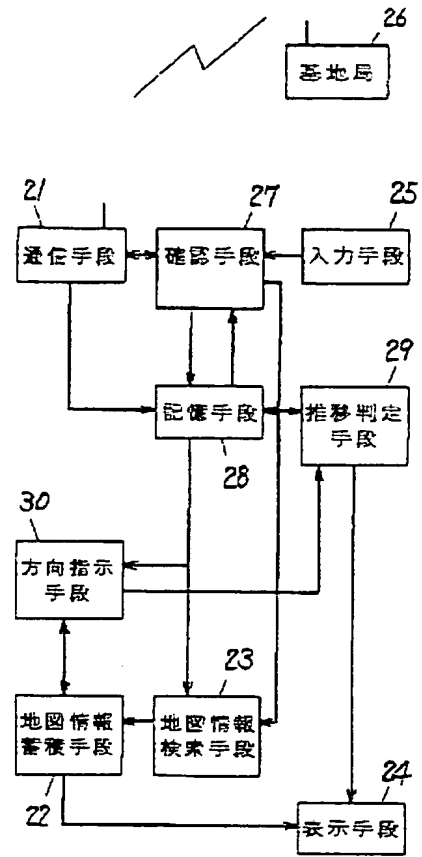 26
基地局
21
27
25
通信手段
確認手段
入力手段
29
記憶手段
推移判定
手段
28
30
方向指示
手段
23
地図情報
蓄積手段
地図情報
検索手段
22
24
表示手段